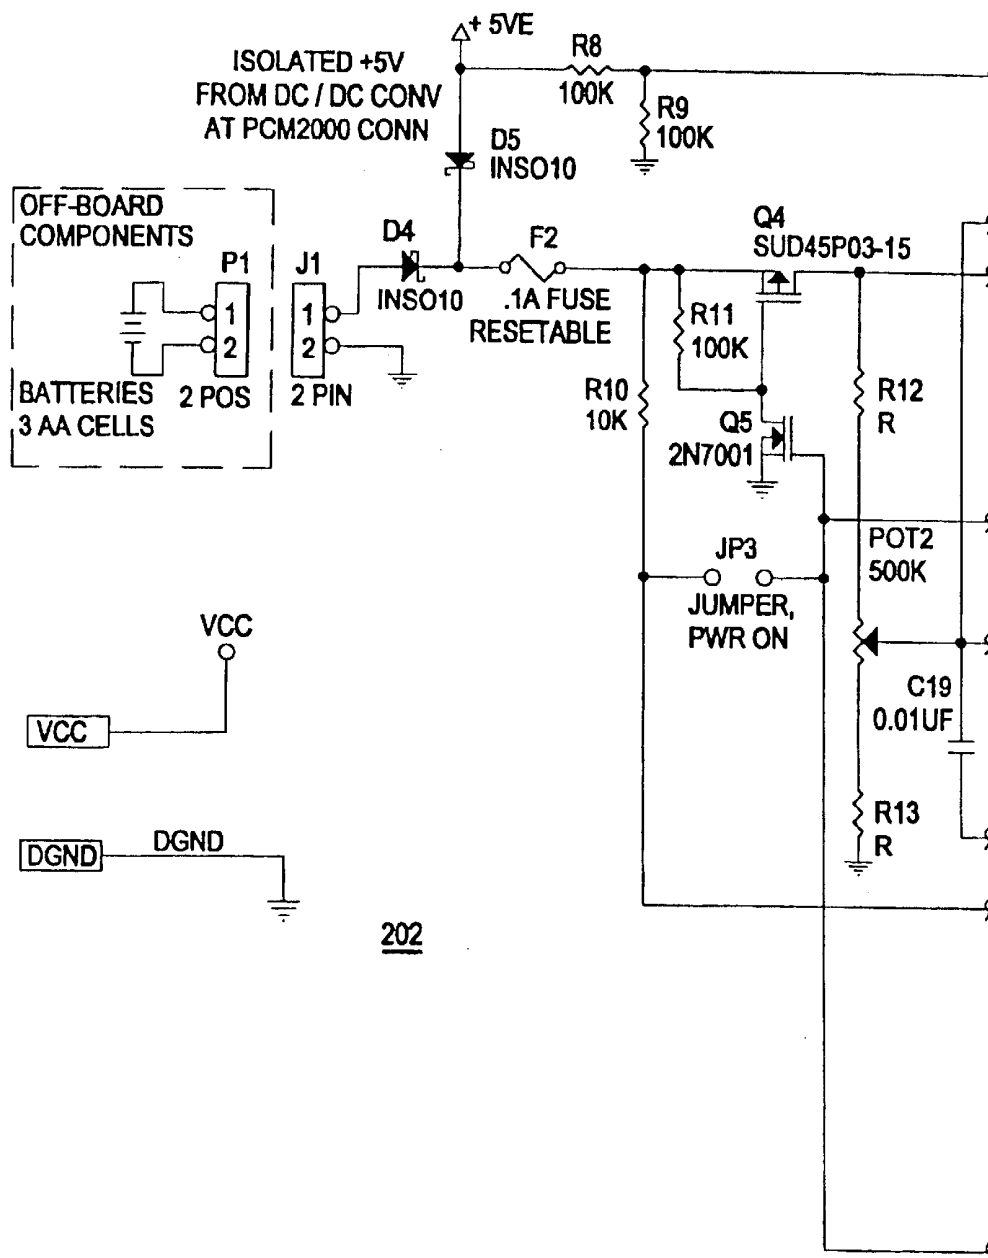 + 5VE
ISOLATED +5V
FROM DC / DC CONV
AT PCM2000 CONN
R8
100K
R9
100K
D5
INSO10
OFF-BOARD
COMPONENTS
P1
1
2
2 POS
BATTERIES
3 AA CELLS
J1
1
2
2 PIN
D4
INSO10
F2
.1A FUSE
RESETABLE
Q4
SUD45P03-15
R11
100K
R10
10K
Q5
2N7001
R12
R
JP3
JUMPER,
PWR ON
POT2
500K
C19
0.01UF
R13
R
VCC
VCC
DGND
DGND
202